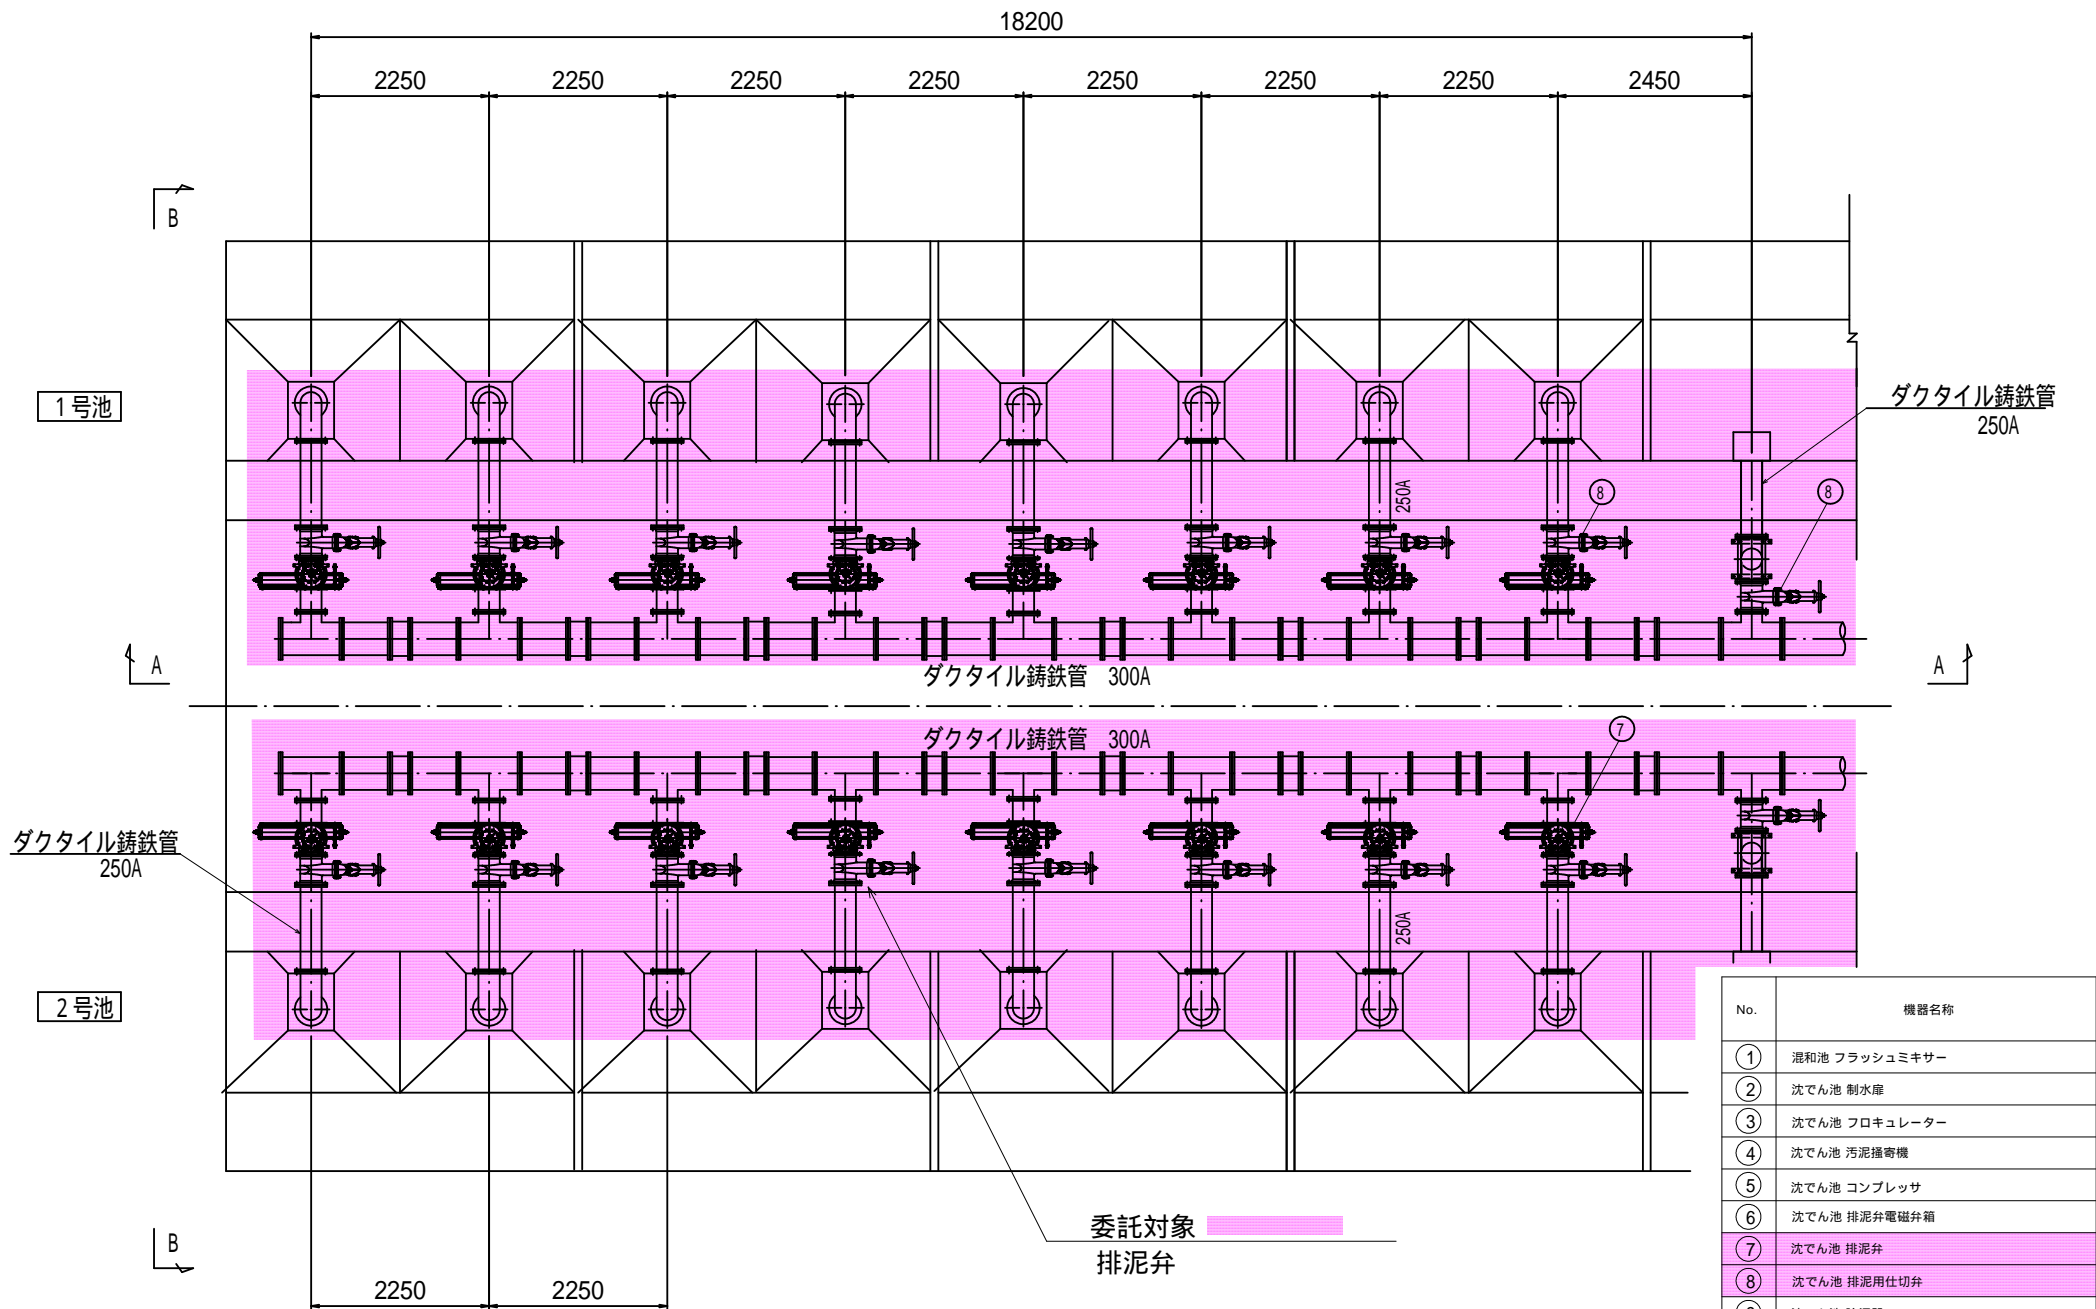 18200
2250 2250 2250 2250 2250 2250 2250 2450
B
1号池
ダクタイル鋳鉄管
250A
250A
8
8
A
A
ダクタイル鋳鉄管 300A
ダクタイル鋳鉄管 300A
7
ダクタイル鋳鉄管
250A
250A
2号池
B
委託対象
排泥弁
2250 2250
No. 機器名称
1 混和池 フラッシュミキサー
2 沈でん池 制水扉
3 沈でん池 フロキュレーター
4 沈でん池 汚泥掻寄機
5 沈でん池 コンプレッサ
6 沈でん池 排泥弁電磁弁箱
7 沈でん池 排泥弁
8 沈でん池 排泥用仕切弁